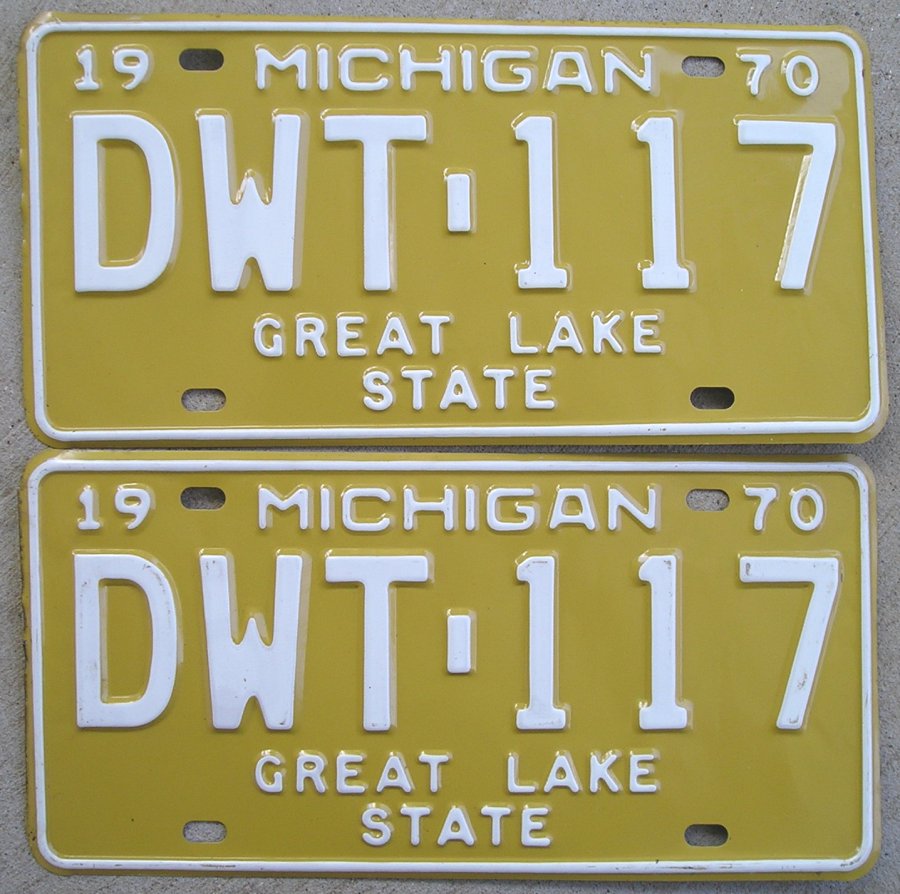 19 MICHIGAN 70
DWT-117
GREAT LAKE
STATE
19 MICHIGAN 70
DWT-117
GREAT LAKE
STATE